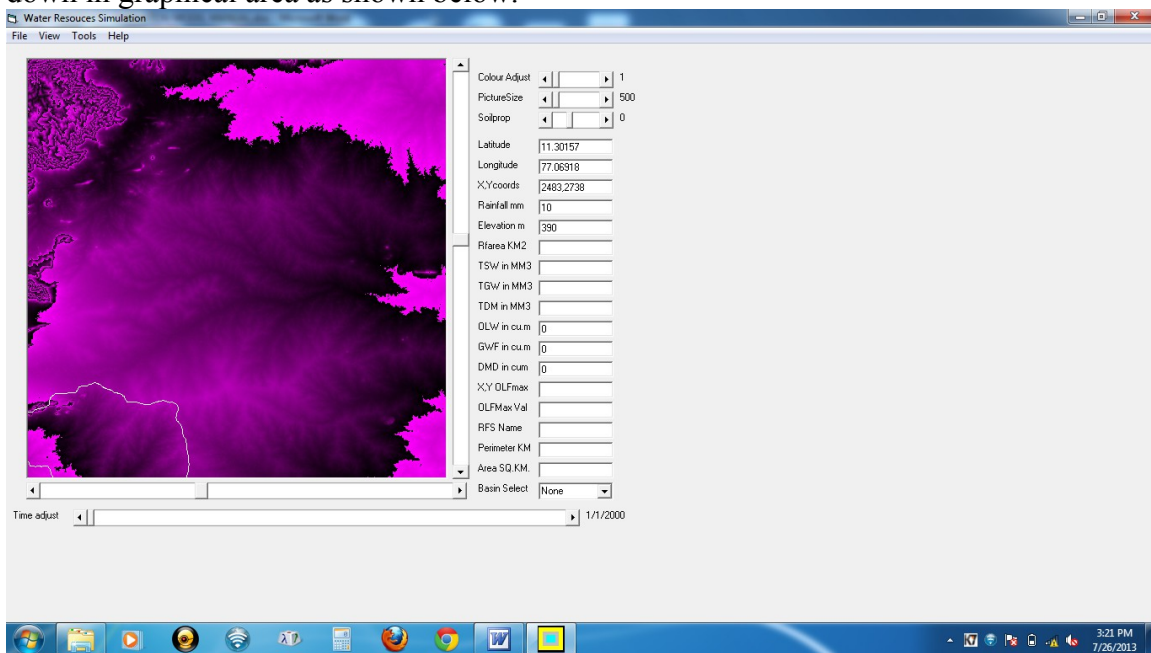 down in graphical area as shown below.
Water Resouces Simulation
File View Tools Help
Colour Adjust 1
PictureSize 500
Soilprop 0
Latitude 11.30157
Longitude 77.06918
X,Ycoords 2483,2738
Rainfall mm 10
Elevation m 390
Rfarea KM2
TSW in MM3
TGW in MM3
TDM in MM3
OLW in cu.m 0
GWF in cu.m 0
DMD in cum 0
X,Y OLFmax
OLFMax Val
RFS Name
Perimeter KM
Area SQ.KM.
Basin Select None
Time adjust 1/1/2000
3:21 PM
7/26/2013